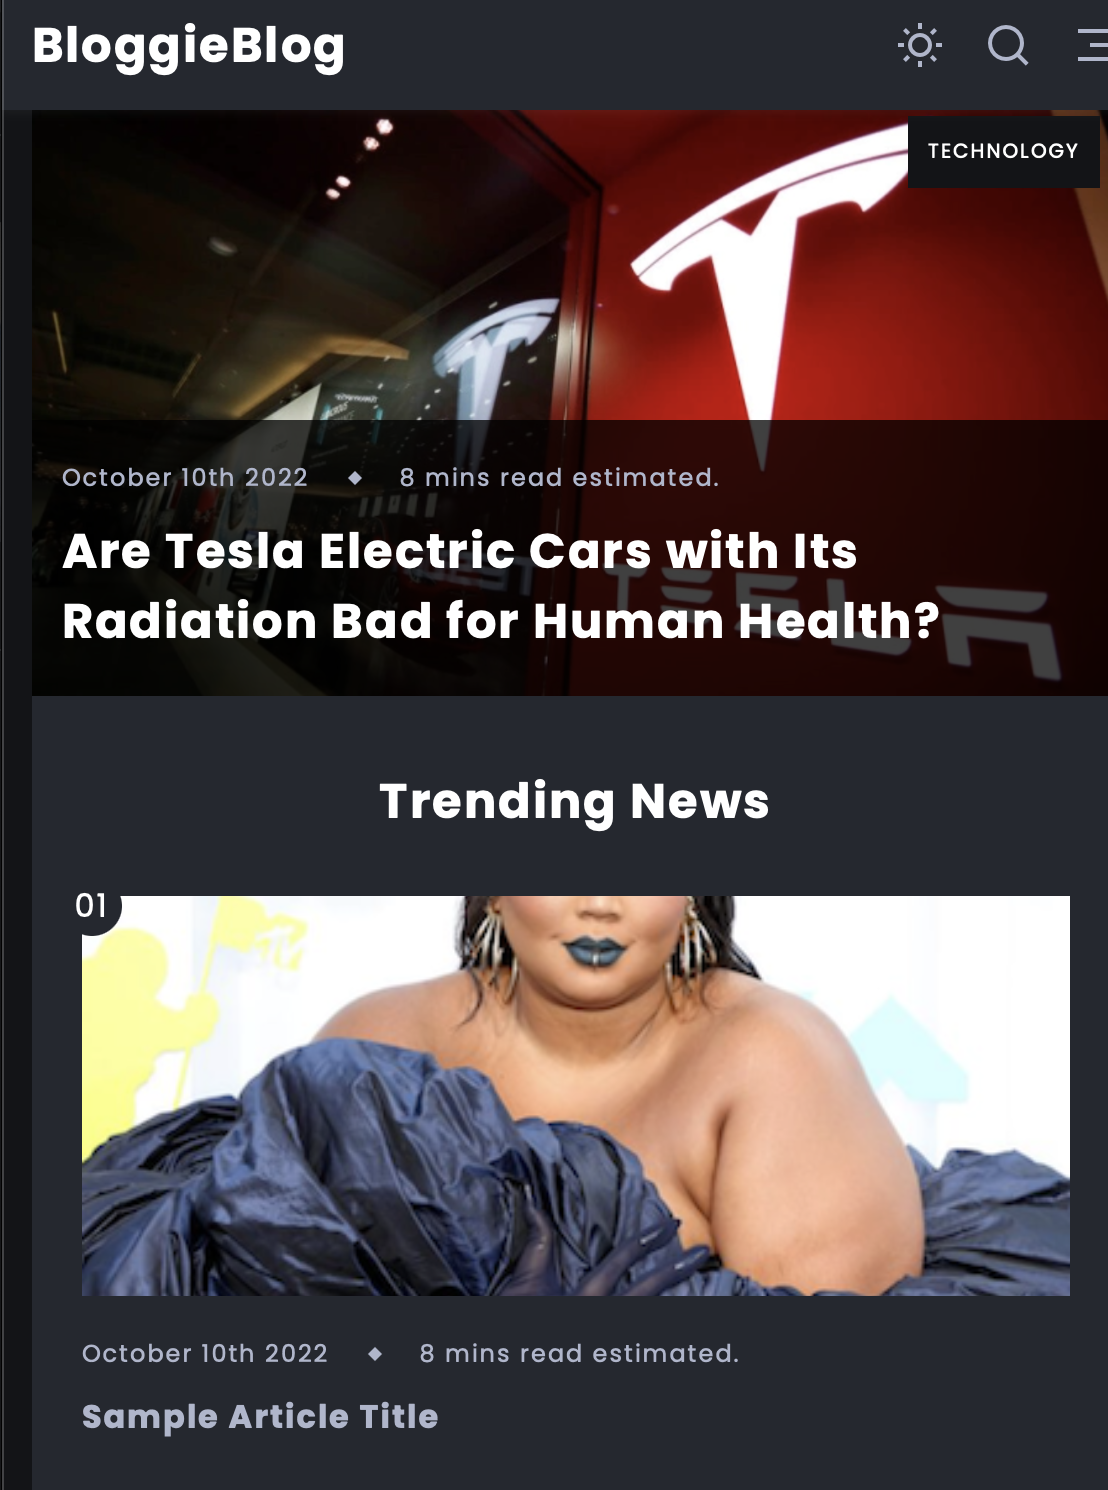 BloggieBlog
TECHNOLOGY
October 10th 2022 ◆ 8 mins read estimated.
Are Tesla Electric Cars with Its
Radiation Bad for Human Health?
TESLA
Trending News
01
October 10th 2022 ◆ 8 mins read estimated.
Sample Article Title